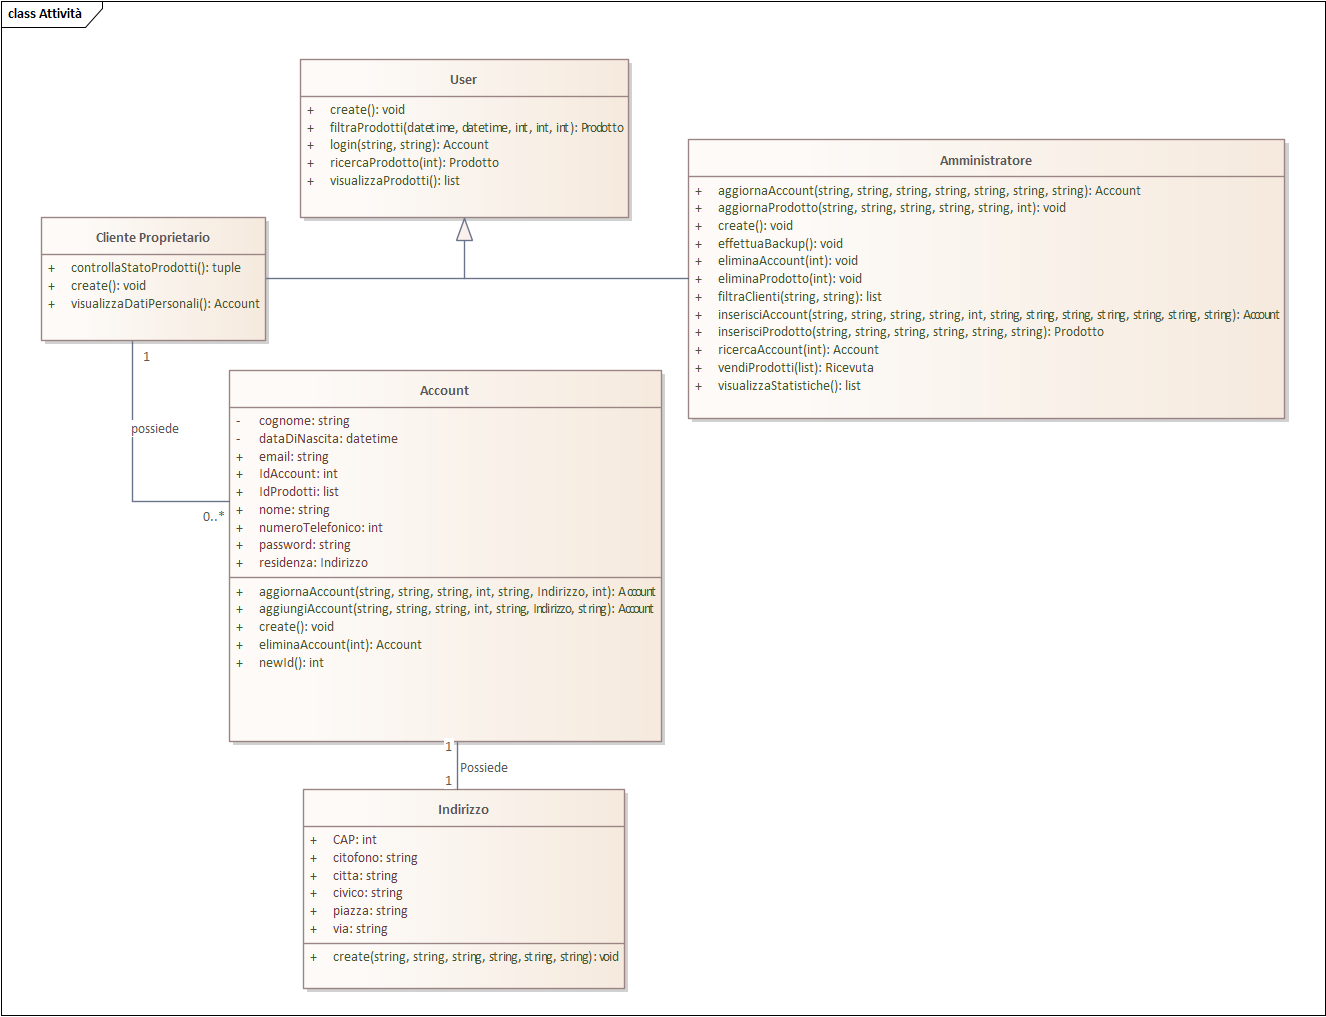 class Attività
User
+ create(): void
+ filtraProdotti(datetime, datetime, int, int, int): Prodotto
+ login(string, string): Account
+ ricercaProdotto(int): Prodotto
+ visualizzaProdotti(): list
Amministratore
+ aggiornaAccount(string, string, string, string, string, string, string): Account
+ aggiornaProdotto(string, string, string, string, string, int): void
+ create(): void
+ effettuaBackup(): void
+ eliminaAccount(int): void
+ eliminaProdotto(int): void
+ filtraClienti(string, string): list
+ inserisciAccount(string, string, string, string, int, string, string, string, string, string, string, string): Account
+ inserisciProdotto(string, string, string, string, string, string): Prodotto
+ ricercaAccount(int): Account
+ vendiProdotti(list): Ricevuta
+ visualizzaStatistiche(): list
Cliente Proprietario
+ controllaStatoProdotti(): tuple
+ create(): void
+ visualizzaDatiPersonali(): Account
1
possiede
0..*
Account
- cognome: string
- dataDiNascita: datetime
+ email: string
+ IdAccount: int
+ IdProdotti: list
+ nome: string
+ numeroTelefonico: int
+ password: string
+ residenza: Indirizzo
+ aggiornaAccount(string, string, string, int, string, Indirizzo, int): Account
+ aggiungiAccount(string, string, string, int, string, Indirizzo, string): Account
+ create(): void
+ eliminaAccount(int): Account
+ newId(): int
1
Possiede
1
Indirizzo
+ CAP: int
+ citofono: string
+ citta: string
+ civico: string
+ piazza: string
+ via: string
+ create(string, string, string, string, string, string): void